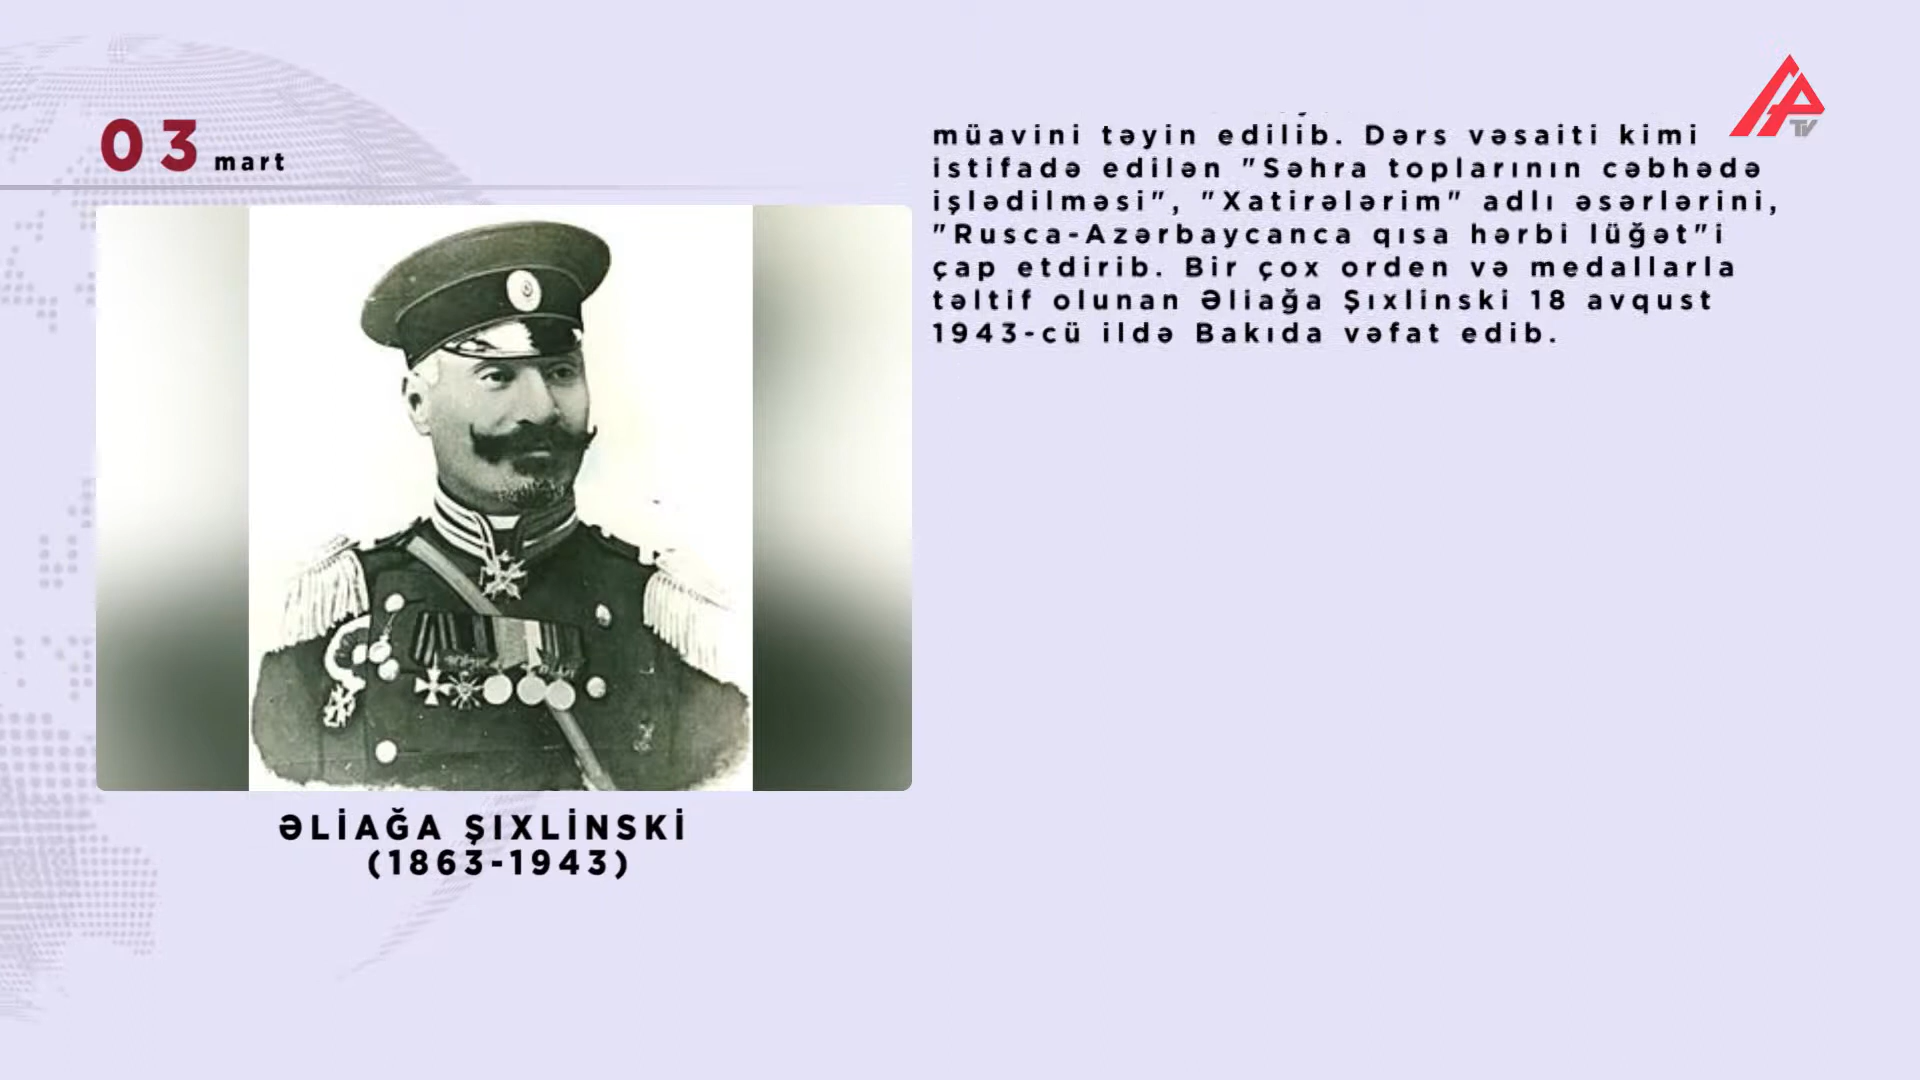 03 mart
müavini təyin edilib. Dərs vəsaiti kimi
istifadə edilən "Səhra toplarının cəbhədə
işlədilməsi", "Xatirələrim" adlı əsərlərini,
"Rusca-Azərbaycanca qısa hərbi lüğət"i
çap etdirib. Bir çox orden və medallarla
təltif olunan Əliağa Şıxlinski 18 avqust
1943-cü ildə Bakıda vəfat edib.
ƏLİAĞA ŞIXLİNSKİ
(1863-1943)
TV